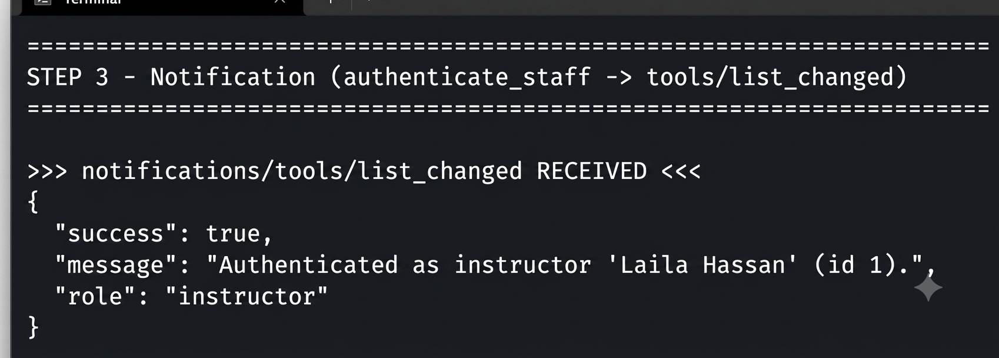 Terminal
======================================================================
STEP 3 - Notification (authenticate_staff -> tools/list_changed)
======================================================================
>>> notifications/tools/list_changed RECEIVED <<<
{
  "success": true,
  "message": "Authenticated as instructor 'Laila Hassan' (id 1).",
  "role": "instructor"
}